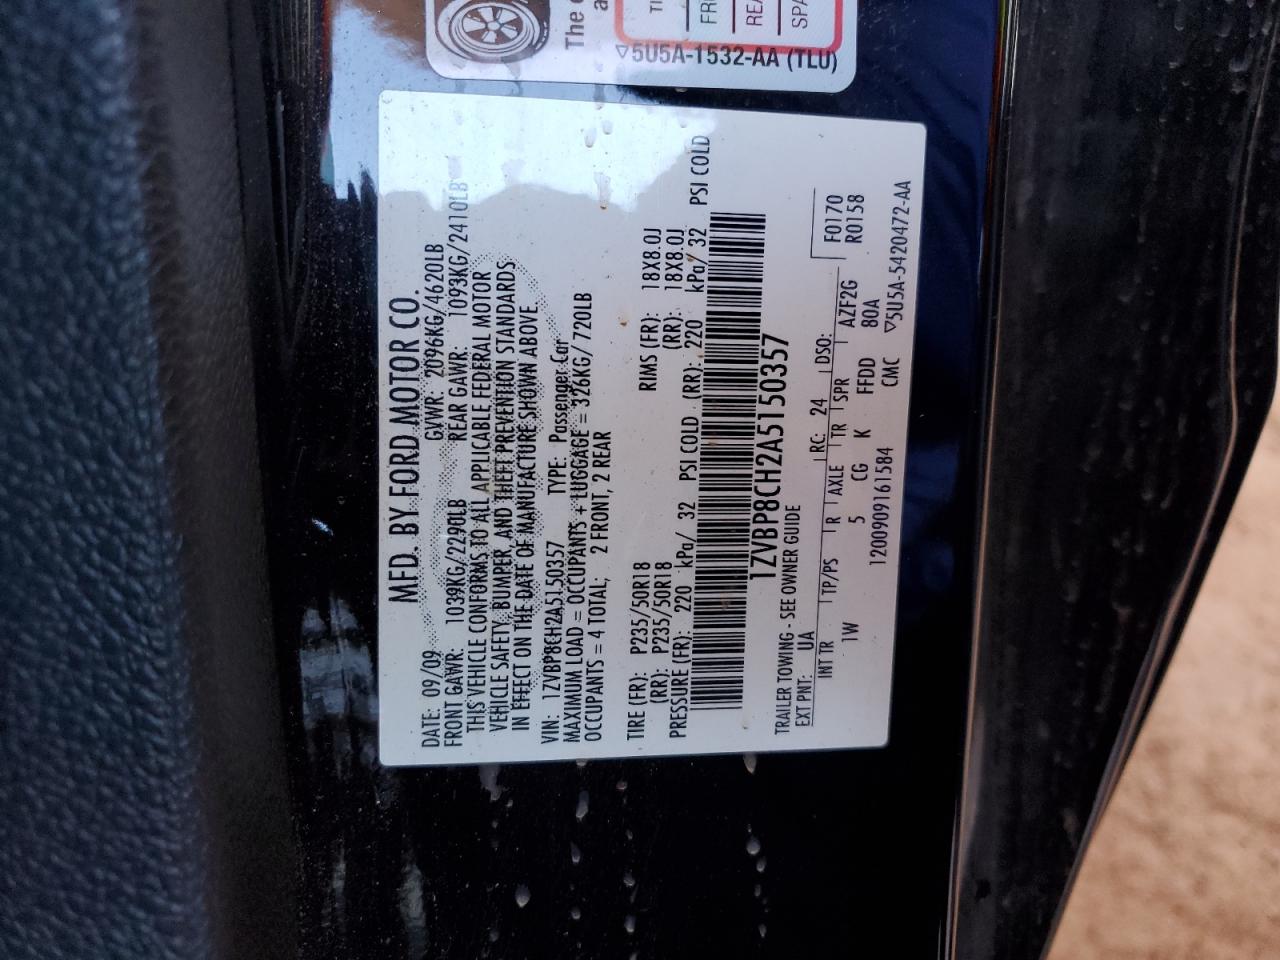 The
TI
FR
REA
SPA
▽5U5A-1532-AA (TLU)
MFD. BY FORD MOTOR CO.
DATE: 09/09 GVWR: 2096KG/4620LB
FRONT GAWR: 1039KG/2290LB REAR GAWR: 1093KG/2410LB
THIS VEHICLE CONFORMS TO ALL APPLICABLE FEDERAL MOTOR
VEHICLE SAFETY, BUMPER, AND THEFT PREVENTION STANDARDS
IN EFFECT ON THE DATE OF MANUFACTURE SHOWN ABOVE.
VIN: 1ZVBP8CH2A5150357 TYPE: Passenger Car
MAXIMUM LOAD = OCCUPANTS + LUGGAGE = 326KG/720LB
OCCUPANTS = 4 TOTAL; 2 FRONT, 2 REAR
TIRE (FR): P235/50R18 RIMS (FR): 18X8.0J
(RR): P235/50R18 (RR): 18X8.0J
PRESSURE (FR): 220 kPa/ 32 PSI COLD (RR): 220 kPa/ 32 PSI COLD
1ZVBP8CH2A5150357
TRAILER TOWING - SEE OWNER GUIDE
EXT PNT: UA RC: 24 DSO: F0170
R0158
INT TR TP/PS R AXLE TR SPR AZF2G
1W 5 CG K FFDD 80A
1200909161584 CMC ▽5U5A-5420472-AA